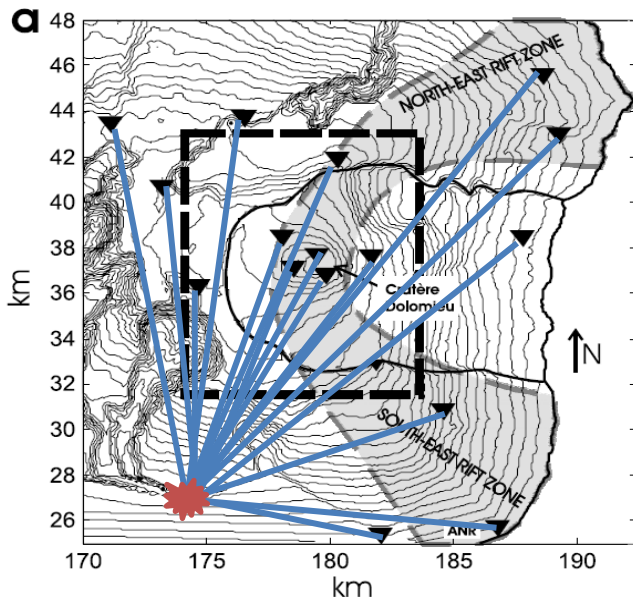 a
48
46
44
42
40
38
36
34
32
30
28
26
km
NORTH-EAST RIFT ZONE
Cratère
Dolomieu
N
SOUTH-EAST RIFT ZONE
ANR
170
175
180
185
190
km